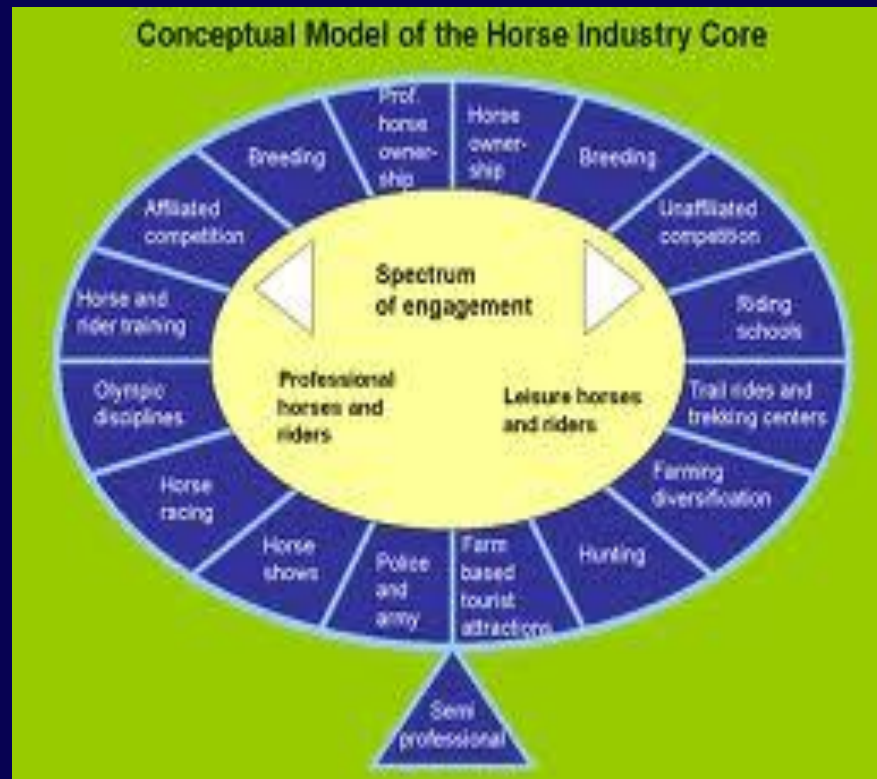 Conceptual Model of the Horse Industry Core
Prof.
horse
owner-
ship
Horse
owner-
ship
Breeding
Unaffiliated
competition
Riding
schools
Trail rides and
trekking centers
Farming
diversification
Hunting
Farm
based
tourist
attractions
Police
and
army
Horse
shows
Horse
racing
Olympic
disciplines
Horse and
rider training
Affiliated
competition
Breeding
Spectrum
of engagement
Professional
horses and
riders
Leisure horses
and riders
Semi
professional